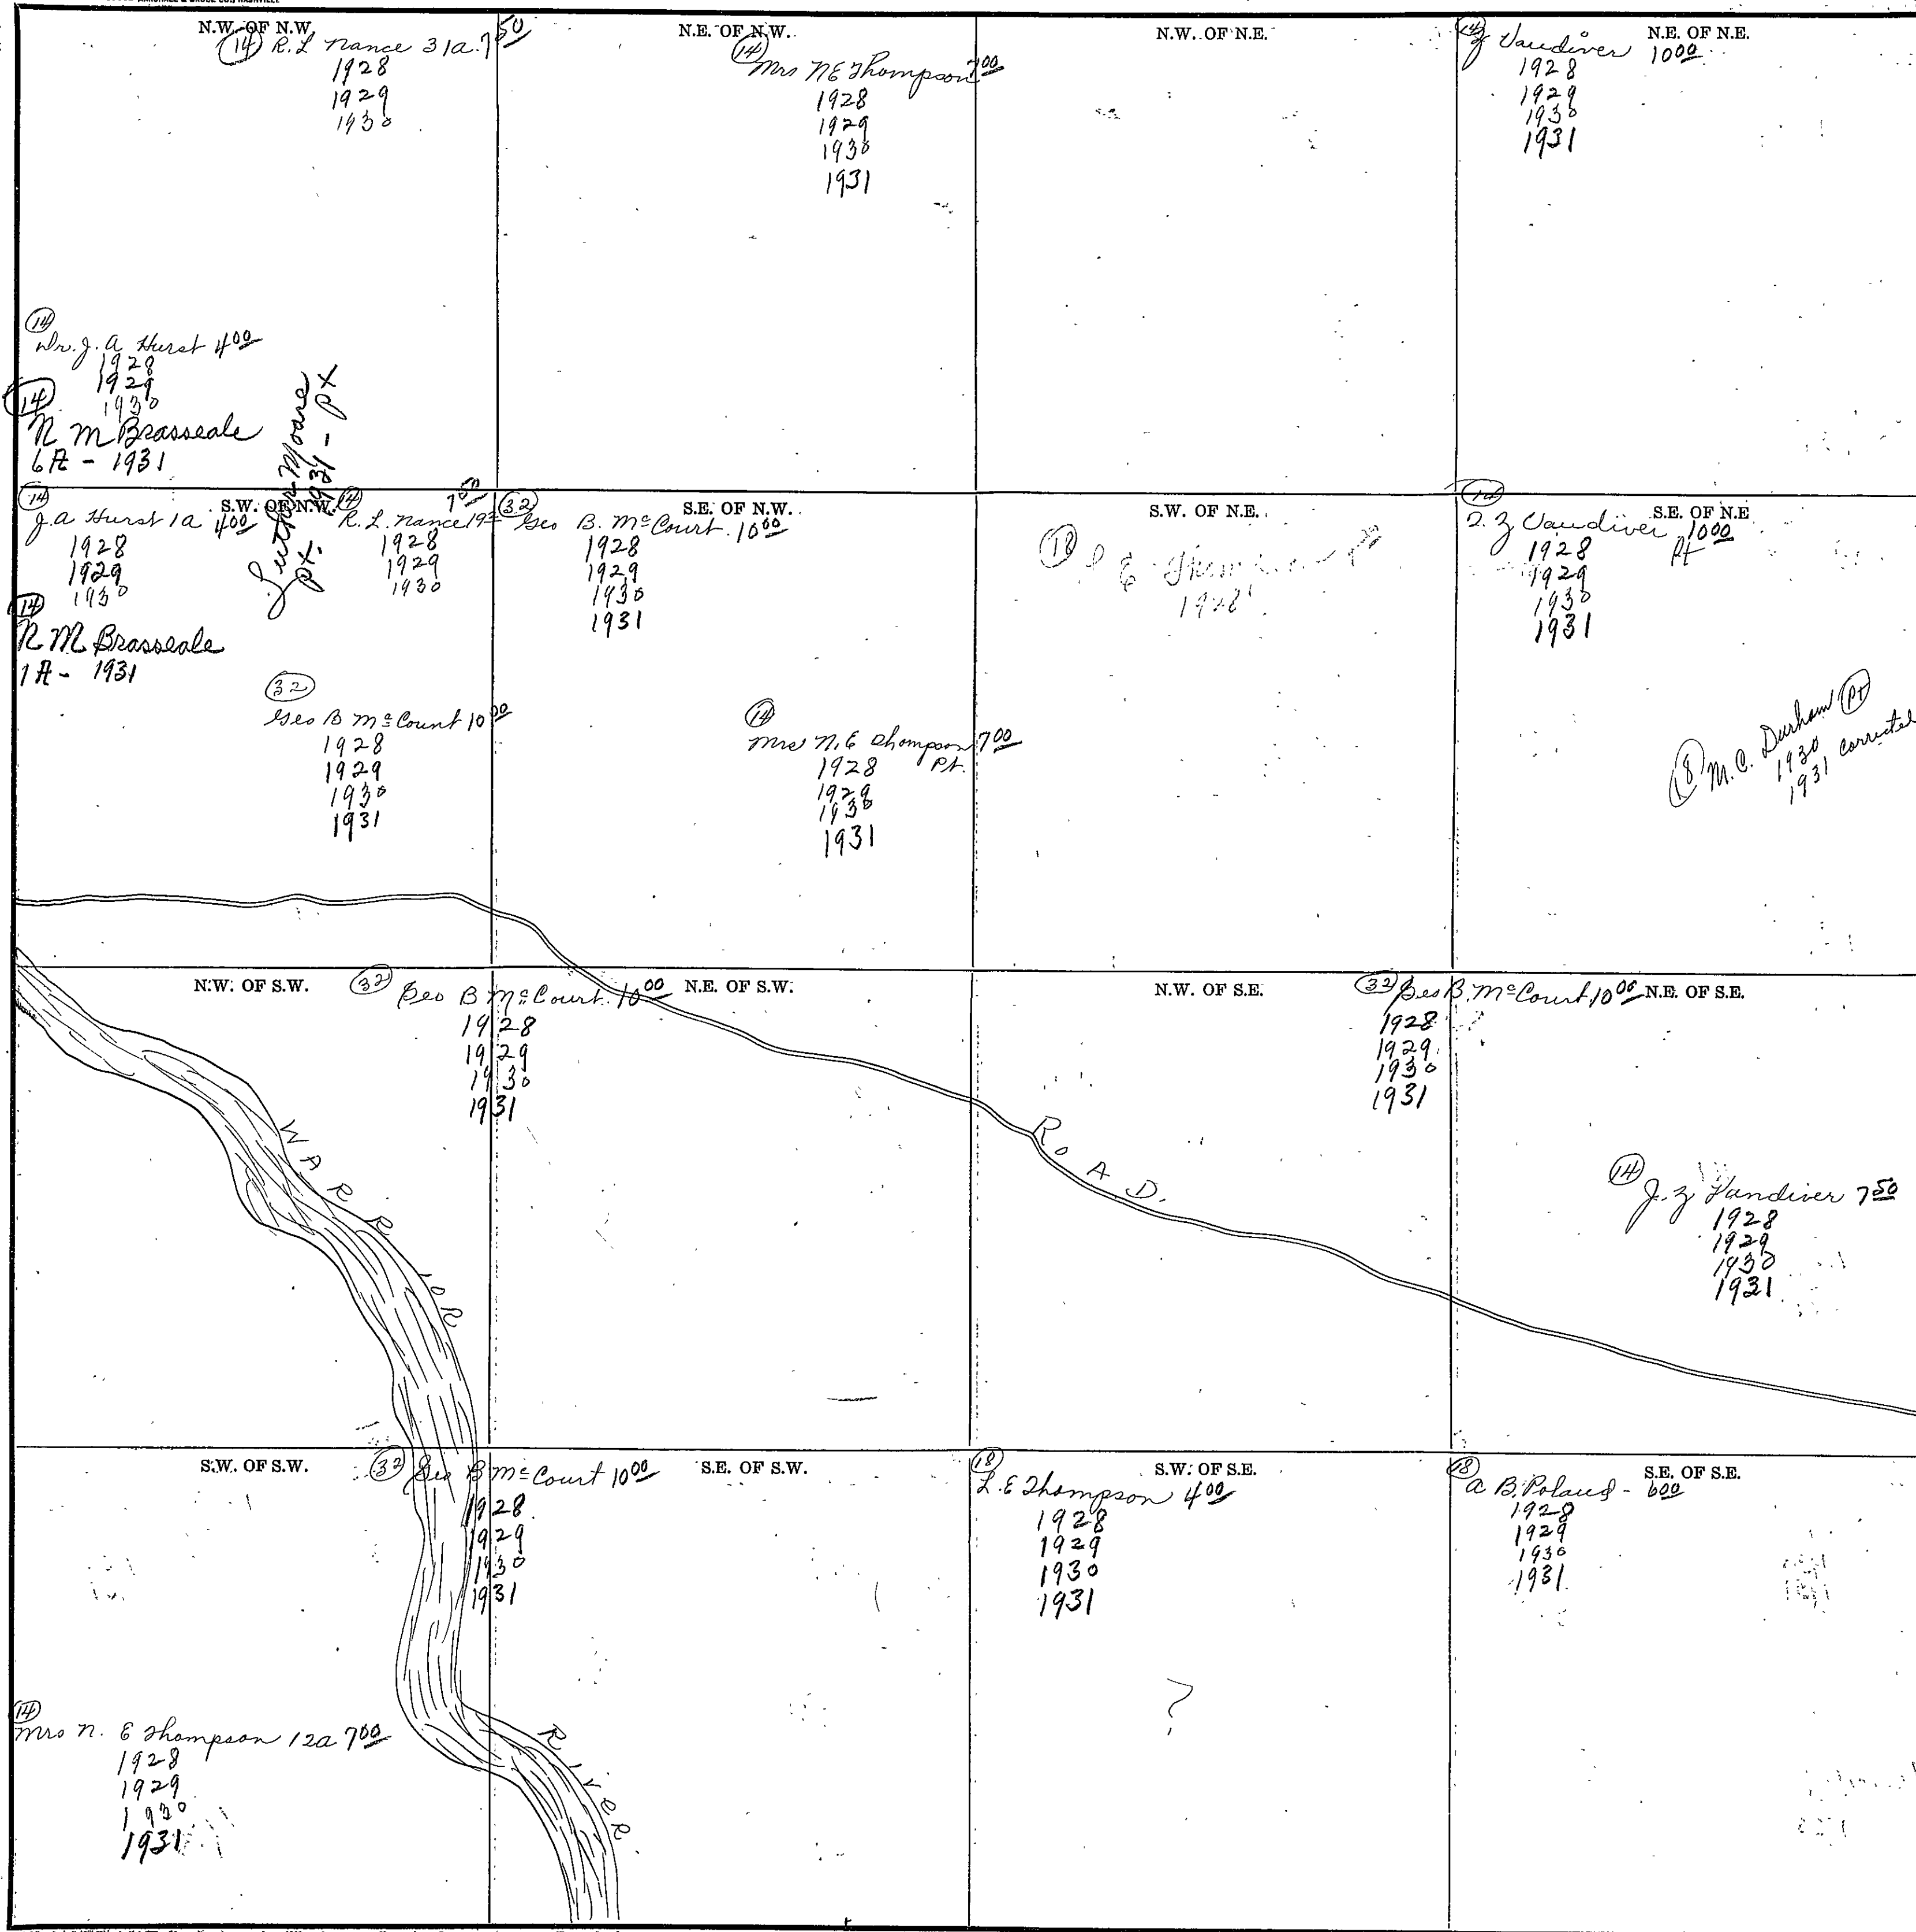 N.W. OF N.W.
(14) R. L. Nance 31a. 7 50
1928
1929
1930
(14)
Dr. J. A. Hurst 4 00
1928
1929
1930
(14)
N M Brasseale
6 A - 1931
N.E. OF N.W.
(14)
Mrs N E Thompson 7 00
1928
1929
1930
1931
N.W. OF N.E.
N.E. OF N.E.
(14)
Vandiver 10 00
1928
1929
1930
1931
S.W. OF N.W.
(14)
J. A Hurst 1a 4 00
1928
1929
1930
(14)
N M Brasseale
1 A - 1931
Luther Moore
pt. - 1931 - pt
(14) 7 50
R. L. Nance 19
1928
1929
1930
(32)
Geo B McCourt 10 00
1928
1929
1930
1931
S.E. OF N.W.
(32)
Geo B. McCourt. 10 00
1928
1929
1930
1931
(14)
Mrs N. E Thompson 7 00
Pt.
1928
1929
1930
1931
S.W. OF N.E.
(18) E Thompson
1928
S.E. OF N.E
(14)
Z Vandiver 10 00
Pt
1928
1929
1930
1931
(18) M. C. Durham (Pt)
1930
1931 corrected
N.W. OF S.W.
(32) Geo B McCourt. 10 00
1928
1929
1930
1931
N.E. OF S.W.
N.W. OF S.E.
(32) Geo B. McCourt 10 00
1928
1929
1930
1931
N.E. OF S.E.
WARRIOR
ROAD.
(14)
J. Z Vandiver 7 50
1928
1929
1930
1931
S.W. OF S.W.
(32) Geo B McCourt 10 00
1928
1929
1930
1931
S.E. OF S.W.
(18)
S.W. OF S.E.
L. E Thompson 4 00
1928
1929
1930
1931
?
(18)
S.E. OF S.E.
A B. Poland - 6 00
1928
1929
1930
1931
(14)
Mrs N. E Thompson 12a 7 00
1928
1929
1930
1931
RIVER